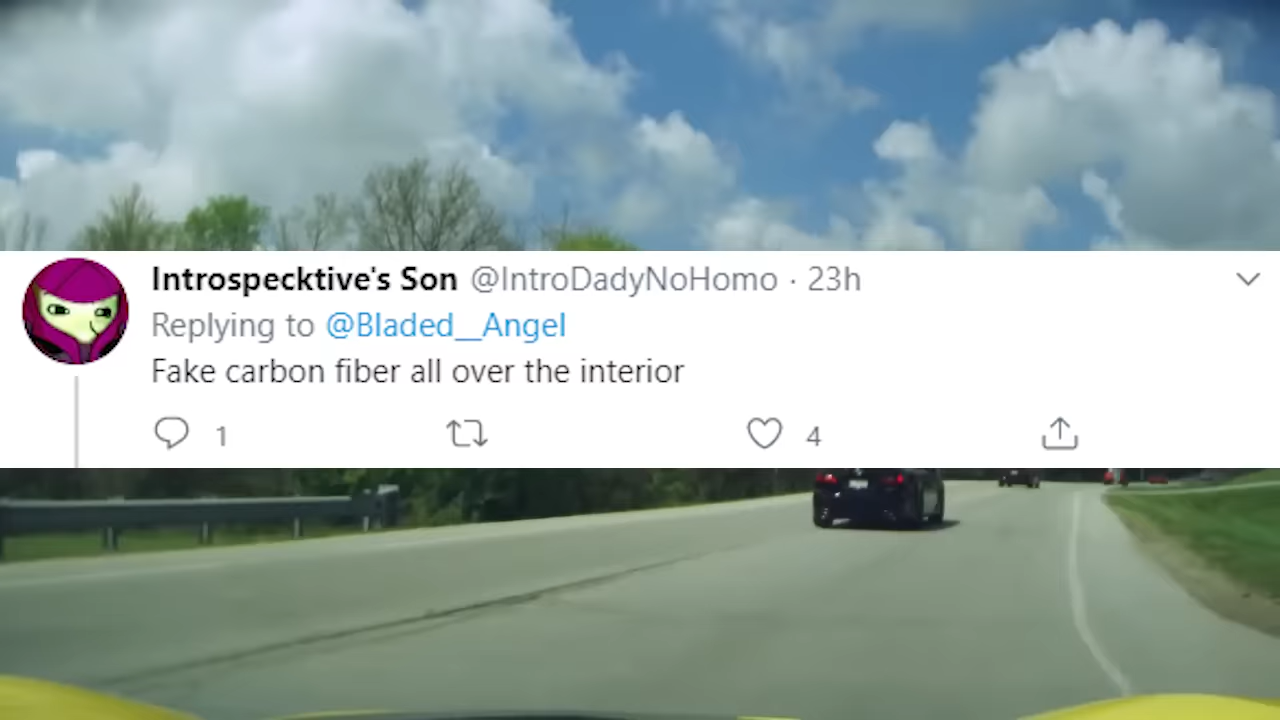 Introspecktive's Son @IntroDadyNoHomo · 23h
Replying to @Bladed__Angel
Fake carbon fiber all over the interior
1 4